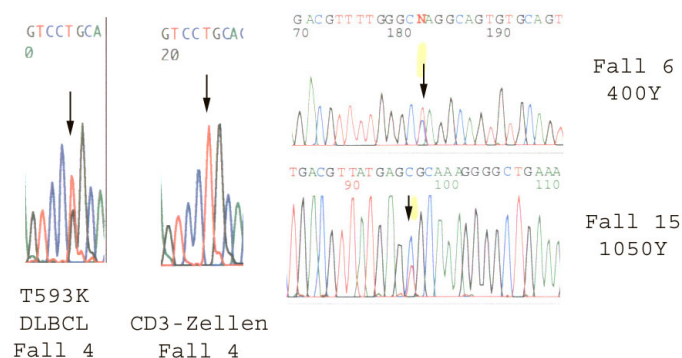 GTCCTGCA
0
GTCCTGCAC
20
GACGTTTTGGGCNAGGCAGTGTGCAGT
70 180 190
Fall 6
400Y
TGACGTTATGAGCGCAAAGGGGCTGAAA
90 100 110
Fall 15
1050Y
T593K
DLBCL
Fall 4
CD3-Zellen
Fall 4